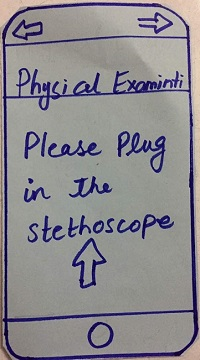 Physical Examinti
Please Plug
in the
stethoscope